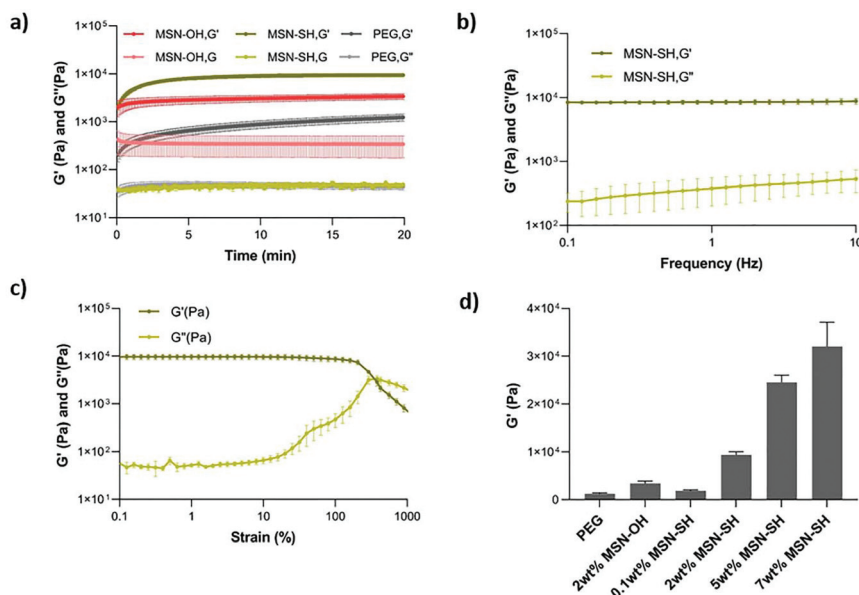 a)
MSN-OH,G' MSN-SH,G' PEG,G'
MSN-OH,G MSN-SH,G PEG,G"
G' (Pa) and G"(Pa)
1×10⁵
1×10⁴
1×10³
1×10²
1×10¹
0 5 10 15 20
Time (min)
b)
MSN-SH,G'
MSN-SH,G"
G' (Pa) and G"(Pa)
1×10⁵
1×10⁴
1×10³
1×10²
0.1 1 10
Frequency (Hz)
c)
G'(Pa)
G"(Pa)
G' (Pa) and G"(Pa)
1×10⁵
1×10⁴
1×10³
1×10²
1×10¹
0.1 1 10 100 1000
Strain (%)
d)
G' (Pa)
4×10⁴
3×10⁴
2×10⁴
1×10⁴
0
PEG
2wt% MSN-OH
0.1wt% MSN-SH
2wt% MSN-SH
5wt% MSN-SH
7wt% MSN-SH